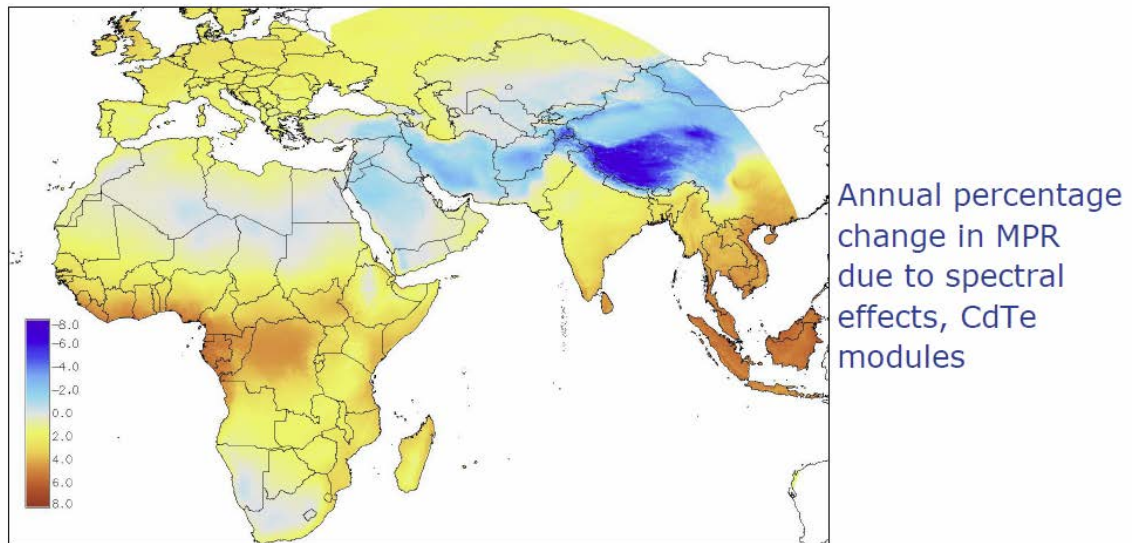 -8.0
-6.0
-4.0
-2.0
0.0
2.0
4.0
6.0
8.0
Annual percentage
change in MPR
due to spectral
effects, CdTe
modules